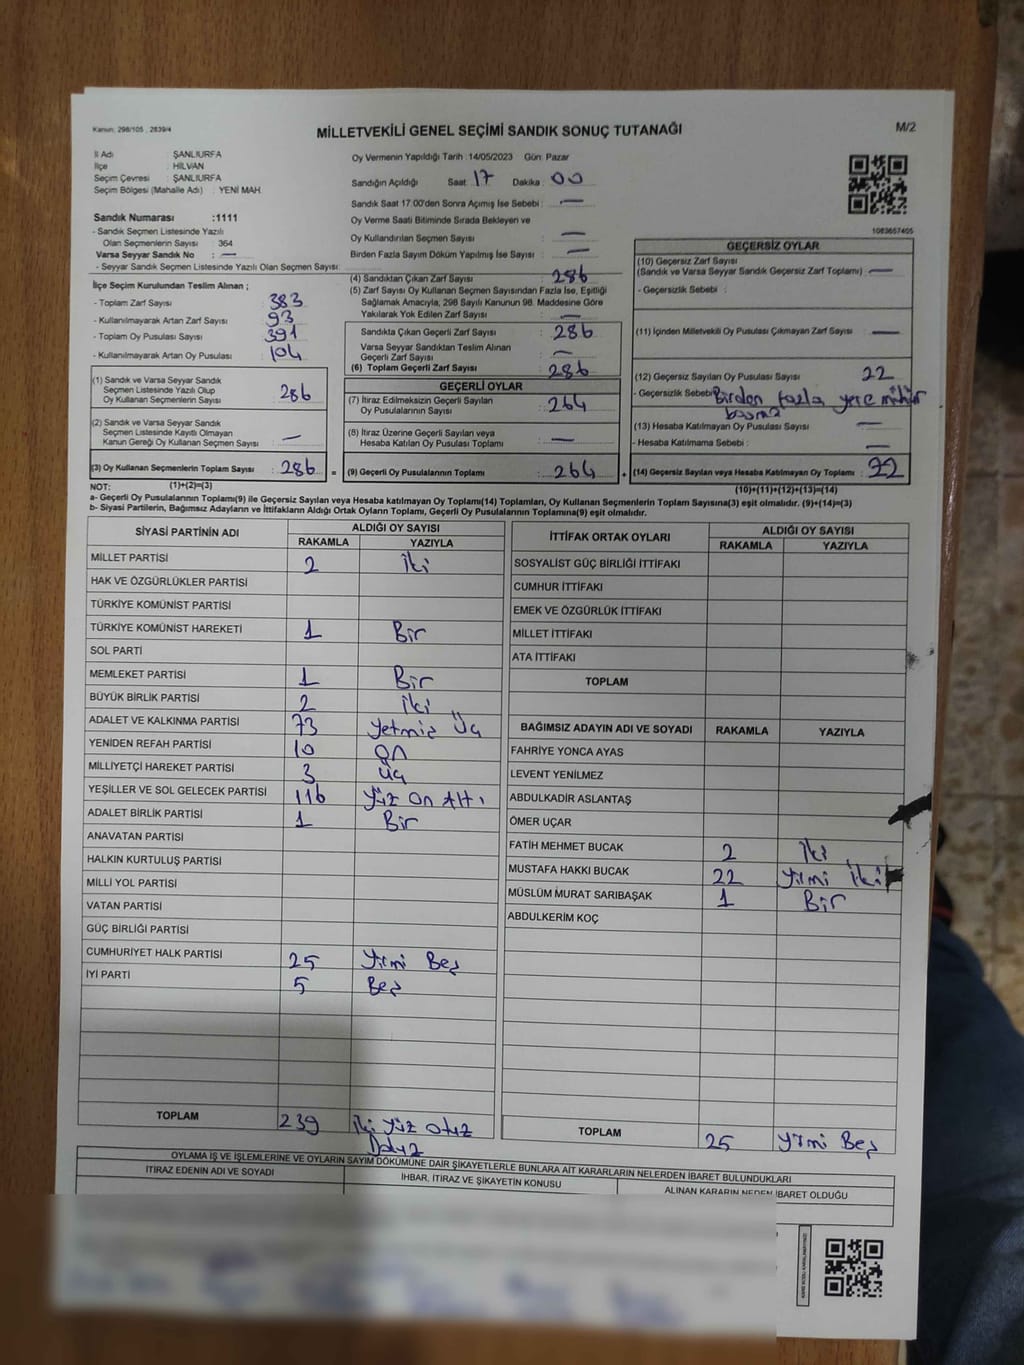 Kanun: 298/105 , 2839/4
MİLLETVEKİLİ GENEL SEÇİMİ SANDIK SONUÇ TUTANAĞI
M/2
İl Adı : ŞANLIURFA
İlçe : HİLVAN
Seçim Çevresi : ŞANLIURFA
Seçim Bölgesi (Mahalle Adı) : YENİ MAH.
Sandık Numarası :1111
- Sandık Seçmen Listesinde Yazılı
Olan Seçmenlerin Sayısı : 364
Varsa Seyyar Sandık No : —
- Seyyar Sandık Seçmen Listesinde Yazılı Olan Seçmen Sayısı:
İlçe Seçim Kurulundan Teslim Alınan ;
- Toplam Zarf Sayısı : 383
- Kullanılmayarak Artan Zarf Sayısı : 93
- Toplam Oy Pusulası Sayısı : 391
- Kullanılmayarak Artan Oy Pusulası : 104
(1) Sandık ve Varsa Seyyar Sandık
Seçmen Listesinde Yazılı Olup
Oy Kullanan Seçmenlerin Sayısı : 286
(2) Sandık ve Varsa Seyyar Sandık
Seçmen Listesinde Kayıtlı Olmayan
Kanun Gereği Oy Kullanan Seçmen Sayısı : —
(3) Oy Kullanan Seçmenlerin Toplam Sayısı : 286
Oy Vermenin Yapıldığı Tarih : 14/05/2023 Gün: Pazar
Sandığın Açıldığı Saat : 17 Dakika : 00
Sandık Saat 17.00'den Sonra Açılmış İse Sebebi : —
Oy Verme Saati Bitiminde Sırada Bekleyen ve
Oy Kullandırılan Seçmen Sayısı : —
Birden Fazla Sayım Döküm Yapılmış İse Sayısı : —
(4) Sandıktan Çıkan Zarf Sayısı : 286
(5) Zarf Sayısı Oy Kullanan Seçmen Sayısından Fazla İse, Eşitliği
Sağlamak Amacıyla, 298 Sayılı Kanunun 98. Maddesine Göre
Yakılarak Yok Edilen Zarf Sayısı : —
Sandıkta Çıkan Geçerli Zarf Sayısı : 286
Varsa Seyyar Sandıktan Teslim Alınan
Geçerli Zarf Sayısı : —
(6) Toplam Geçerli Zarf Sayısı : 286
GEÇERLİ OYLAR
(7) İtiraz Edilmeksizin Geçerli Sayılan
Oy Pusulalarının Sayısı : 264
(8) İtiraz Üzerine Geçerli Sayılan veya
Hesaba Katılan Oy Pusulası Toplamı : —
= (9) Geçerli Oy Pusulalarının Toplamı : 264 +
1083657405
GEÇERSİZ OYLAR
(10) Geçersiz Zarf Sayısı
(Sandık ve Varsa Seyyar Sandık Geçersiz Zarf Toplamı) : —
- Geçersizlik Sebebi :
(11) İçinden Milletvekili Oy Pusulası Çıkmayan Zarf Sayısı : —
(12) Geçersiz Sayılan Oy Pusulası Sayısı : 22
- Geçersizlik Sebebi : Birden fazla yere mühür
basma
(13) Hesaba Katılmayan Oy Pusulası Sayısı : —
- Hesaba Katılmama Sebebi : —
(14) Geçersiz Sayılan veya Hesaba Katılmayan Oy Toplamı : 22
NOT: (1)+(2)=(3) (10)+(11)+(12)+(13)=(14)
a- Geçerli Oy Pusulalarının Toplamı(9) ile Geçersiz Sayılan veya Hesaba katılmayan Oy Toplamı(14) Toplamları, Oy Kullanan Seçmenlerin Toplam Sayısına(3) eşit olmalıdır. (9)+(14)=(3)
b- Siyasi Partilerin, Bağımsız Adayların ve İttifakların Aldığı Ortak Oyların Toplamı, Geçerli Oy Pusulalarının Toplamına(9) eşit olmalıdır.
SİYASİ PARTİNİN ADI ALDIĞI OY SAYISI
RAKAMLA YAZIYLA
MİLLET PARTİSİ 2 iki
HAK VE ÖZGÜRLÜKLER PARTİSİ
TÜRKİYE KOMÜNİST PARTİSİ
TÜRKİYE KOMÜNİST HAREKETİ 1 Bir
SOL PARTİ
MEMLEKET PARTİSİ 1 Bir
BÜYÜK BİRLİK PARTİSİ 2 iki
ADALET VE KALKINMA PARTİSİ 73 Yetmiş Üç
YENİDEN REFAH PARTİSİ 10 ON
MİLLİYETÇİ HAREKET PARTİSİ 3 Üç
YEŞİLLER VE SOL GELECEK PARTİSİ 116 Yüz On Altı
ADALET BİRLİK PARTİSİ 1 Bir
ANAVATAN PARTİSİ
HALKIN KURTULUŞ PARTİSİ
MİLLİ YOL PARTİSİ
VATAN PARTİSİ
GÜÇ BİRLİĞİ PARTİSİ
CUMHURİYET HALK PARTİSİ 25 Yirmi Beş
İYİ PARTİ 5 Beş
TOPLAM 239 iki Yüz Otuz
Dokuz
İTTİFAK ORTAK OYLARI ALDIĞI OY SAYISI
RAKAMLA YAZIYLA
SOSYALİST GÜÇ BİRLİĞİ İTTİFAKI
CUMHUR İTTİFAKI
EMEK VE ÖZGÜRLÜK İTTİFAKI
MİLLET İTTİFAKI
ATA İTTİFAKI
TOPLAM
BAĞIMSIZ ADAYIN ADI VE SOYADI RAKAMLA YAZIYLA
FAHRİYE YONCA AYAS
LEVENT YENİLMEZ
ABDULKADİR ASLANTAŞ
ÖMER UÇAR
FATİH MEHMET BUCAK 2 İki
MUSTAFA HAKKI BUCAK 22 Yirmi İki
MÜSLÜM MURAT SARIBAŞAK 1 Bir
ABDULKERİM KOÇ
TOPLAM 25 Yirmi Beş
OYLAMA İŞ VE İŞLEMLERİNE VE OYLARIN SAYIM DÖKÜMÜNE DAİR ŞİKAYETLERLE BUNLARA AİT KARARLARIN NELERDEN İBARET BULUNDUKLARI
İTİRAZ EDENİN ADI VE SOYADI İHBAR, İTİRAZ VE ŞİKAYETİN KONUSU ALINAN KARARIN NEDEN İBARET OLDUĞU